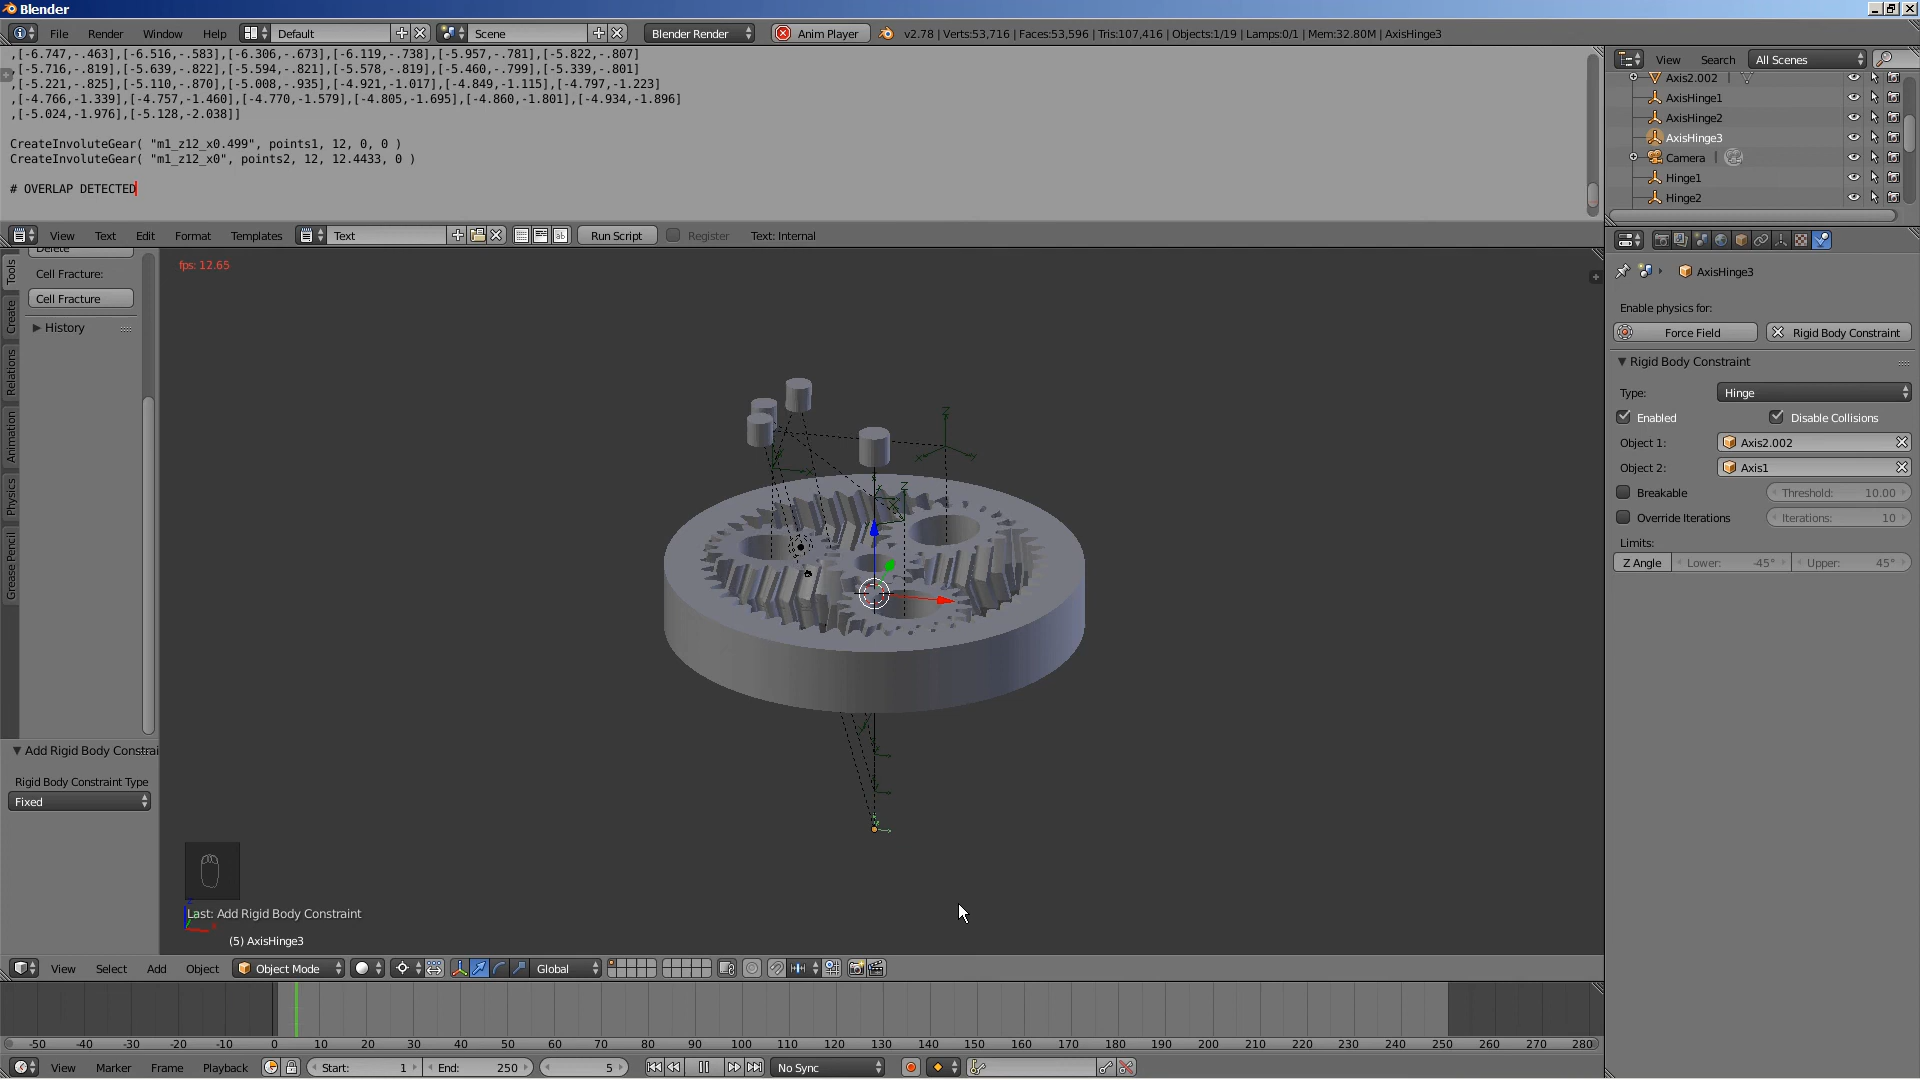 Blender
File Render Window Help Default Scene Blender Render Anim Player v2.78 | Verts:53,716 | Faces:53,596 | Tris:107,416 | Objects:1/19 | Lamps:0/1 | Mem:32.80M | AxisHinge3
,[-6.747,-.463],[-6.516,-.583],[-6.306,-.673],[-6.119,-.738],[-5.957,-.781],[-5.822,-.807]
,[-5.716,-.819],[-5.639,-.822],[-5.594,-.821],[-5.578,-.819],[-5.460,-.799],[-5.339,-.801]
,[-5.221,-.825],[-5.110,-.870],[-5.008,-.935],[-4.921,-1.017],[-4.849,-1.115],[-4.797,-1.223]
,[-4.766,-1.339],[-4.757,-1.460],[-4.770,-1.579],[-4.805,-1.695],[-4.860,-1.801],[-4.934,-1.896]
,[-5.024,-1.976],[-5.128,-2.038]]
CreateInvoluteGear( "m1_z12_x0.499", points1, 12, 0, 0 )
CreateInvoluteGear( "m1_z12_x0", points2, 12, 12.4433, 0 )
# OVERLAP DETECTED
View Text Edit Format Templates Text Run Script Register Text: Internal
View Search All Scenes
Axis2.002
AxisHinge1
AxisHinge2
AxisHinge3
Camera
Hinge1
Hinge2
Tools
Create
Relations
Animation
Physics
Grease Pencil
Delete
Cell Fracture:
Cell Fracture
History
Add Rigid Body Constrai
Rigid Body Constraint Type
Fixed
fps: 12.65
Z
Z
Last: Add Rigid Body Constraint
(5) AxisHinge3
AxisHinge3
Enable physics for:
Force Field Rigid Body Constraint
Rigid Body Constraint
Type: Hinge
Enabled Disable Collisions
Object 1: Axis2.002
Object 2: Axis1
Breakable Threshold: 10.00
Override Iterations Iterations: 10
Limits:
Z Angle Lower: -45° Upper: 45°
View Select Add Object Object Mode Global
-50 -40 -30 -20 -10 0 10 20 30 40 50 60 70 80 90 100 110 120 130 140 150 160 170 180 190 200 210 220 230 240 250 260 270 280
View Marker Frame Playback Start: 1 End: 250 5 No Sync